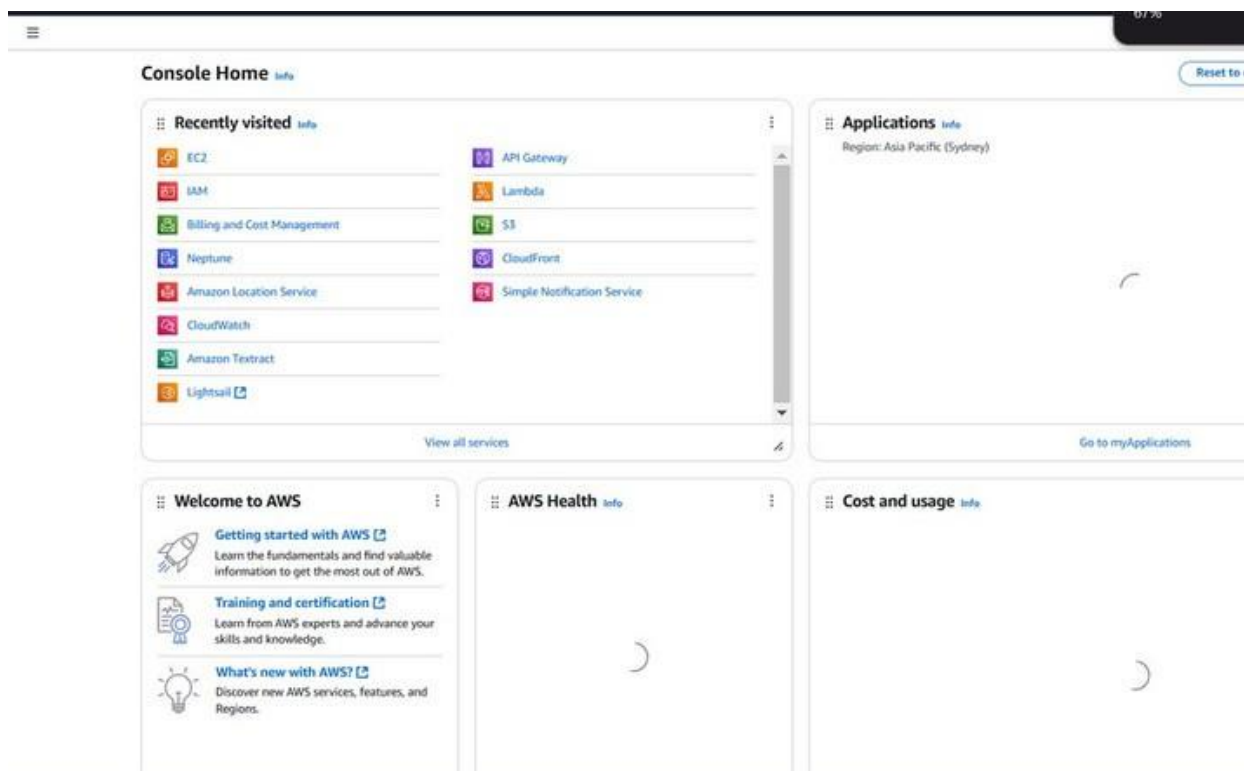 67%
Console Home Info
Reset to
Recently visited Info
EC2
IAM
Billing and Cost Management
Neptune
Amazon Location Service
CloudWatch
Amazon Textract
Lightsail
API Gateway
Lambda
S3
CloudFront
Simple Notification Service
View all services
Applications Info
Region: Asia Pacific (Sydney)
Go to myApplications
Welcome to AWS
Getting started with AWS
Learn the fundamentals and find valuable
information to get the most out of AWS.
Training and certification
Learn from AWS experts and advance your
skills and knowledge.
What's new with AWS?
Discover new AWS services, features, and
Regions.
AWS Health Info
Cost and usage Info